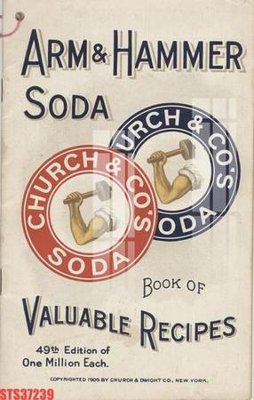 ARM & HAMMER
SODA
CHURCH & CO'S
SODA
CHURCH & CO'S
SODA
BOOK OF
VALUABLE RECIPES
49th Edition of
One Million Each.
COPYRIGHTED 1905 BY CHURCH & DWIGHT CO., NEW YORK.
STS37239